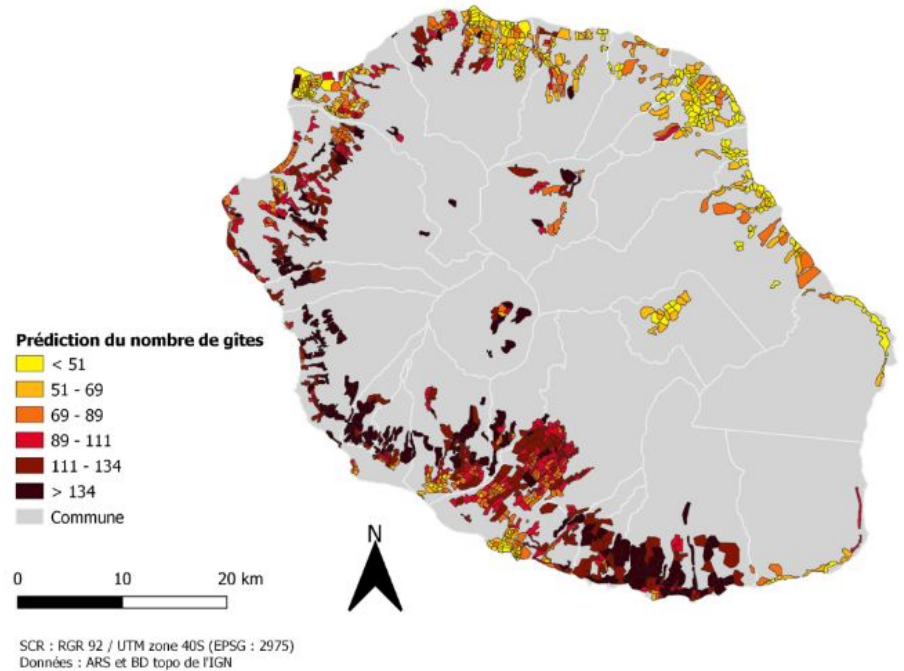 Prédiction du nombre de gîtes
< 51
51 - 69
69 - 89
89 - 111
111 - 134
> 134
Commune
N
0 10 20 km
SCR : RGR 92 / UTM zone 40S (EPSG : 2975)
Données : ARS et BD topo de l'IGN